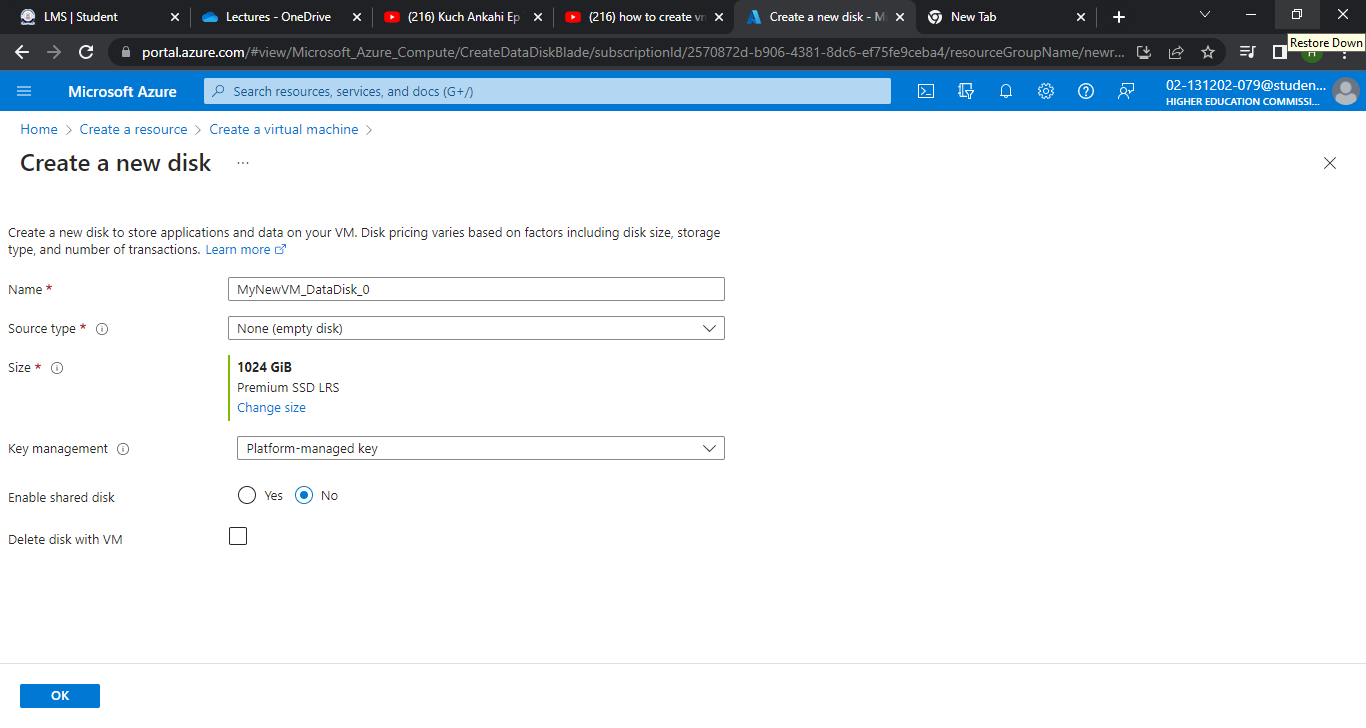 LMS | Student
Lectures - OneDrive
(216) Kuch Ankahi Ep
(216) how to create vn
Create a new disk - M
New Tab
portal.azure.com/#view/Microsoft_Azure_Compute/CreateDataDiskBlade/subscriptionId/2570872d-b906-4381-8dc6-ef75fe9ceba4/resourceGroupName/newr...
Restore Down
Microsoft Azure
Search resources, services, and docs (G+/)
02-131202-079@studen...
HIGHER EDUCATION COMMISSI...
Home > Create a resource > Create a virtual machine >
Create a new disk ...
Create a new disk to store applications and data on your VM. Disk pricing varies based on factors including disk size, storage
type, and number of transactions. Learn more
Name *
MyNewVM_DataDisk_0
Source type *
None (empty disk)
Size *
1024 GiB
Premium SSD LRS
Change size
Key management
Platform-managed key
Enable shared disk
Yes No
Delete disk with VM
OK